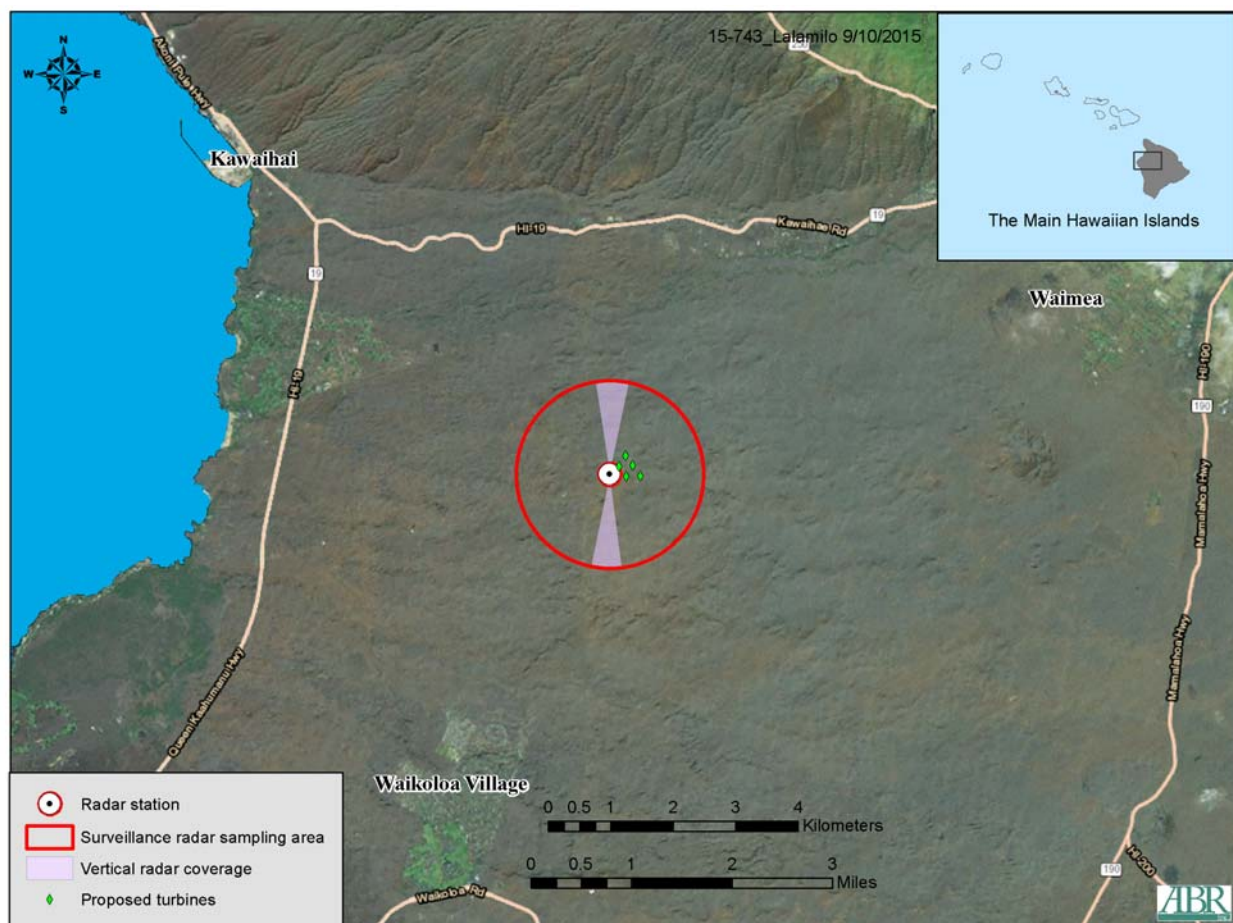 15-743_Lalamilo 9/10/2015
250
N
W
E
S
Akoni Pule Hwy
Kawaihai
HI-19
Kawaihae Rd
19
The Main Hawaiian Islands
Waimea
19
HI-19
HI-190
190
Mamalahoa Hwy
Mamalahoa Hwy
Queen Kaahumanu Hwy
Waikoloa Village
Waikoloa Rd
190
HI-200
0 0.5 1 2 3 4
Kilometers
0 0.5 1 2 3
Miles
Radar station
Surveillance radar sampling area
Vertical radar coverage
Proposed turbines
ABR